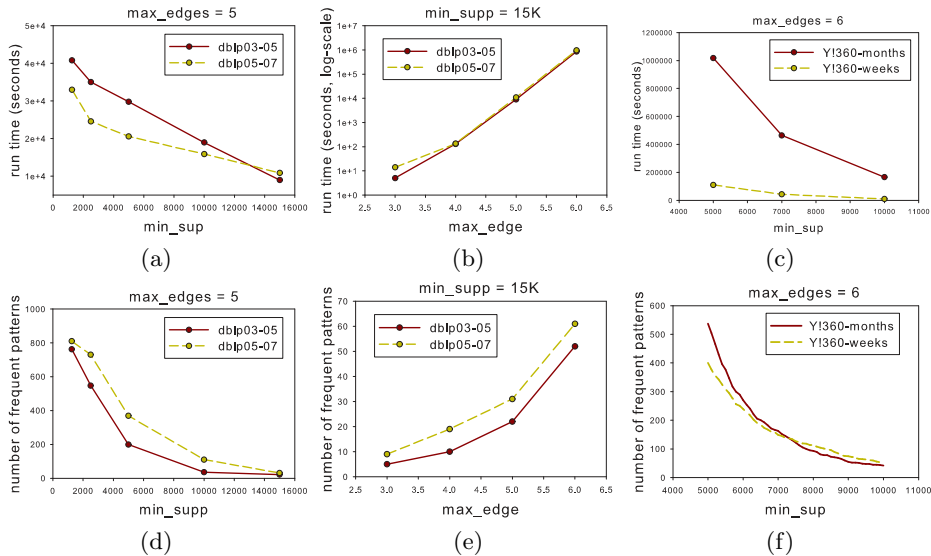 max_edges = 5
5e+4
4e+4
3e+4
2e+4
1e+4
run time (seconds)
dblp03-05
dblp05-07
0 2000 4000 6000 8000 10000 12000 14000 16000
min_sup
(a)
min_supp = 15K
1e+7
1e+6
1e+5
1e+4
1e+3
1e+2
1e+1
1e+0
run time (seconds, log-scale)
dblp03-05
dblp05-07
2.5 3.0 3.5 4.0 4.5 5.0 5.5 6.0 6.5
max_edge
(b)
max_edges = 6
1200000
1000000
800000
600000
400000
200000
0
run time (seconds)
Y!360-months
Y!360-weeks
4000 5000 6000 7000 8000 9000 10000 11000
min_sup
(c)
max_edges = 5
1000
800
600
400
200
0
number of frequent patterns
dblp03-05
dblp05-07
0 2000 4000 6000 8000 10000 12000 14000 16000
min_supp
(d)
min_supp = 15K
70
60
50
40
30
20
10
0
number of frequent patterns
dblp03-05
dblp05-07
2.5 3.0 3.5 4.0 4.5 5.0 5.5 6.0 6.5
max_edge
(e)
max_edges = 6
600
500
400
300
200
100
0
number of frequent patterns
Y!360-months
Y!360-weeks
4000 5000 6000 7000 8000 9000 10000 11000
min_sup
(f)